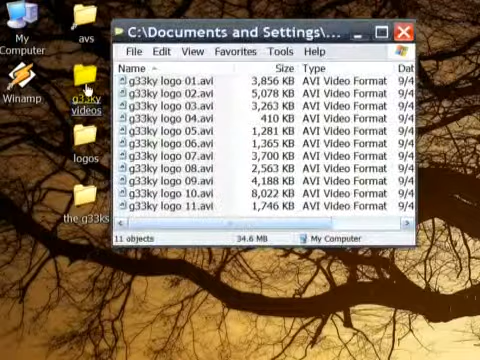 My
Computer
Winamp
avs
g33ky
videos
logos
the g33ks
C:\Documents and Settings\...
File Edit View Favorites Tools Help
Name Size Type Dat
g33ky logo 01.avi 3,856 KB AVI Video Format 9/4
g33ky logo 02.avi 5,078 KB AVI Video Format 9/4
g33ky logo 03.avi 3,263 KB AVI Video Format 9/4
g33ky logo 04.avi 410 KB AVI Video Format 9/4
g33ky logo 05.avi 1,281 KB AVI Video Format 9/4
g33ky logo 06.avi 1,365 KB AVI Video Format 9/4
g33ky logo 07.avi 3,700 KB AVI Video Format 9/4
g33ky logo 08.avi 2,563 KB AVI Video Format 9/4
g33ky logo 09.avi 4,188 KB AVI Video Format 9/4
g33ky logo 10.avi 8,022 KB AVI Video Format 9/4
g33ky logo 11.avi 1,746 KB AVI Video Format 9/4
11 objects 34.6 MB My Computer